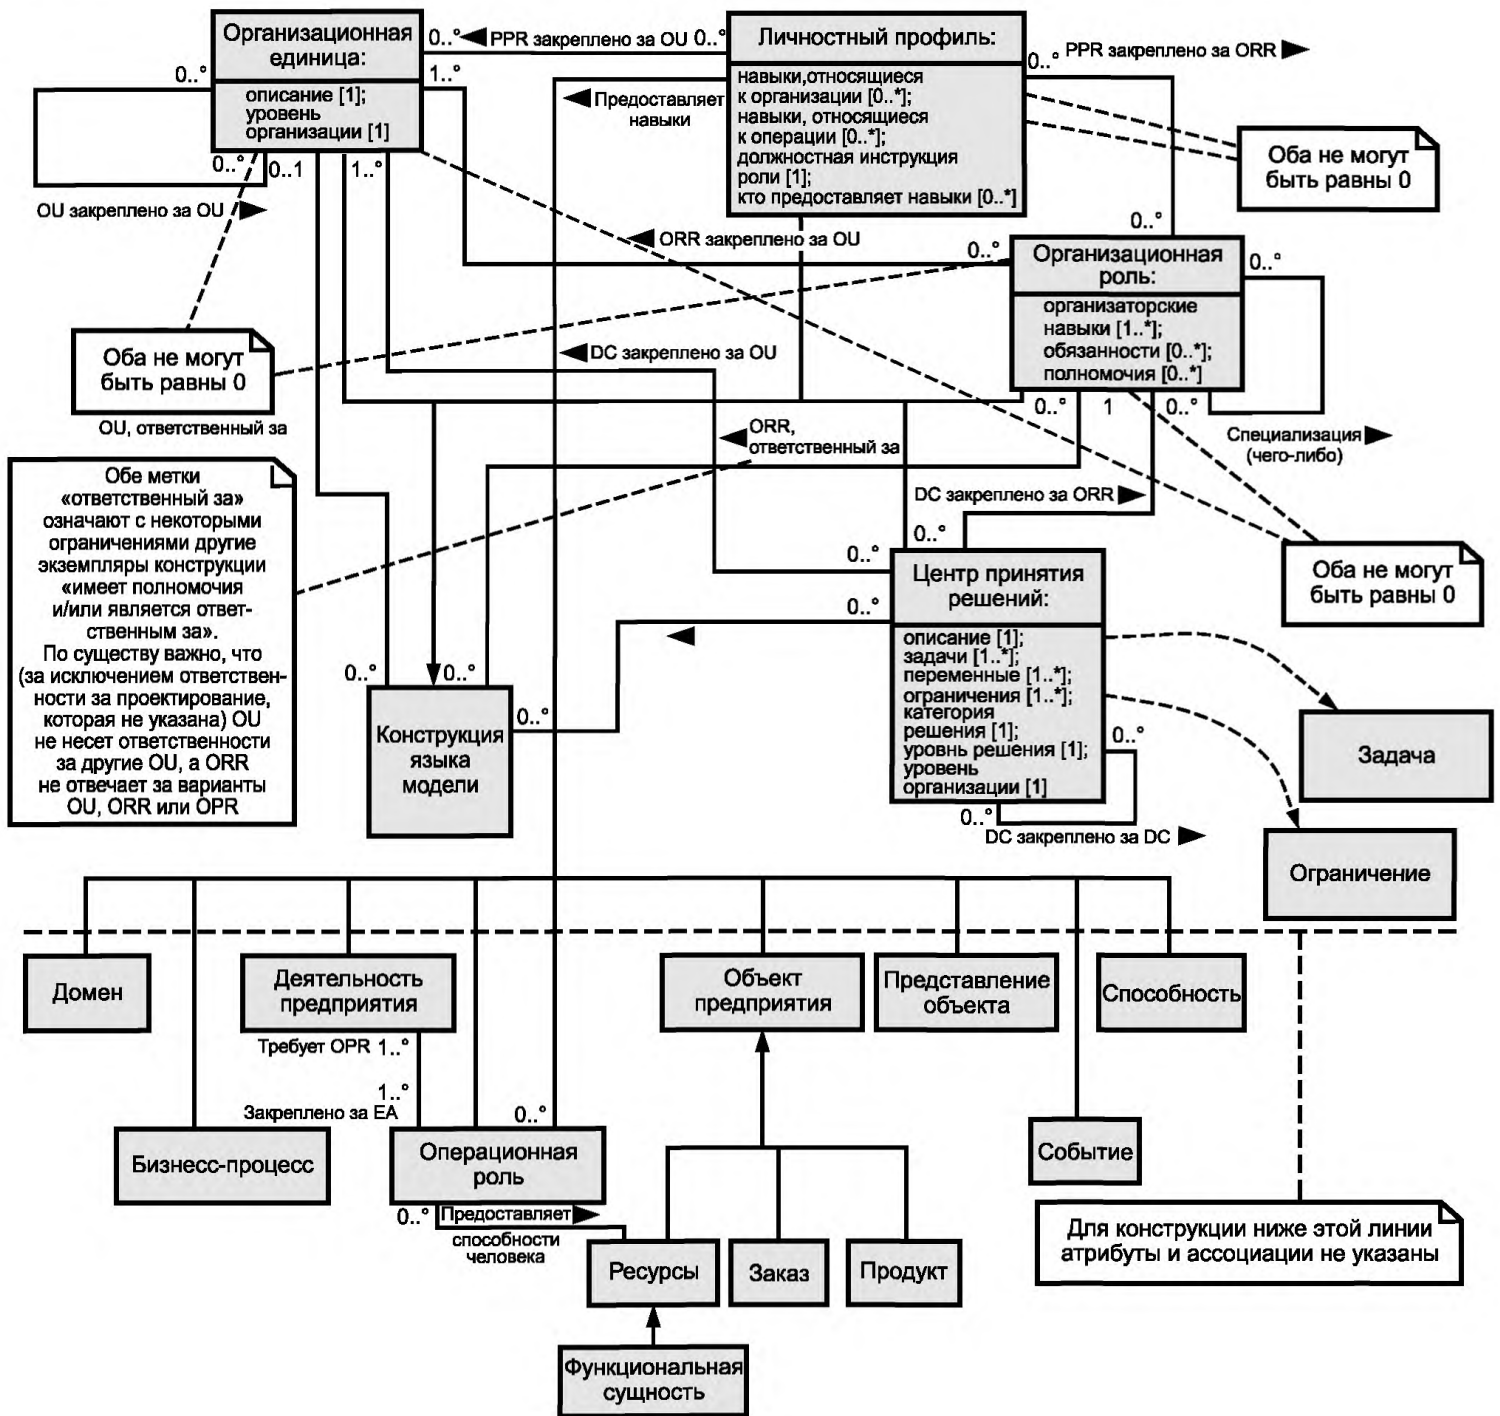 Организационная
единица:
описание [1];
уровень
организации [1]
0..°
PPR закреплено за OU
0..°
1..°
0..°
0..°
0..1
1..°
OU закреплено за OU
Личностный профиль:
навыки,относящиеся
к организации [0..*];
навыки, относящиеся
к операции [0..*];
должностная инструкция
роли [1];
кто предоставляет навыки [0..*]
Предоставляет
навыки
0..°
PPR закреплено за ORR
Оба не могут
быть равны 0
0..°
ORR закреплено за OU
0..°
Организационная
роль:
организаторские
навыки [1..*];
обязанности [0..*];
полномочия [0..*]
0..°
0..°
1
0..°
Специализация
(чего-либо)
Оба не могут
быть равны 0
OU, ответственный за
DC закреплено за OU
ORR,
ответственный за
Обе метки
«ответственный за»
означают с некоторыми
ограничениями другие
экземпляры конструкции
«имеет полномочия
и/или является ответ-
ственным за».
По существу важно, что
(за исключением ответствен-
ности за проектирование,
которая не указана) OU
не несет ответственности
за другие OU, а ORR
не отвечает за варианты
OU, ORR или OPR
DC закреплено за ORR
0..°
0..°
0..°
Центр принятия
решений:
описание [1];
задачи [1..*];
переменные [1..*];
ограничения [1..*];
категория
решения [1];
уровнь решения [1];
уровень
организации [1]
0..°
0..°
DC закреплено за DC
Оба не могут
быть равны 0
0..°
0..°
0..°
Конструкция
языка
модели
Задача
Ограничение
Домен
Деятельность
предприятия
Объект
предприятия
Представление
объекта
Способность
Требует OPR 1..°
1..°
Закреплено за EA
0..°
Бизнесс-процесс
Операционная
роль
Событие
0..°
Предоставляет
способности
человека
Ресурсы
Заказ
Продукт
Для конструкции ниже этой линии
атрибуты и ассоциации не указаны
Функциональная
сущность